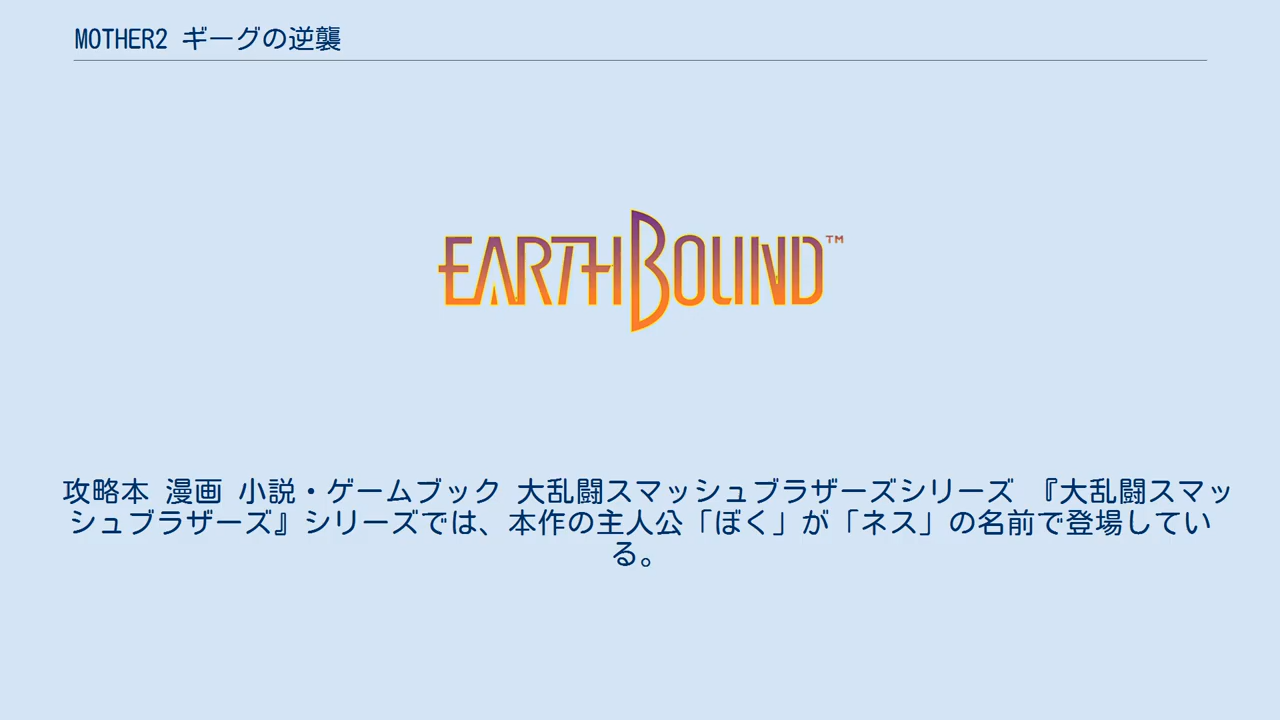 MOTHER2 ギーグの逆襲
EARTHBOUND™
攻略本 漫画 小説・ゲームブック 大乱闘スマッシュブラザーズシリーズ 『大乱闘スマッ
シュブラザーズ』シリーズでは、本作の主人公「ぼく」が「ネス」の名前で登場してい
る。